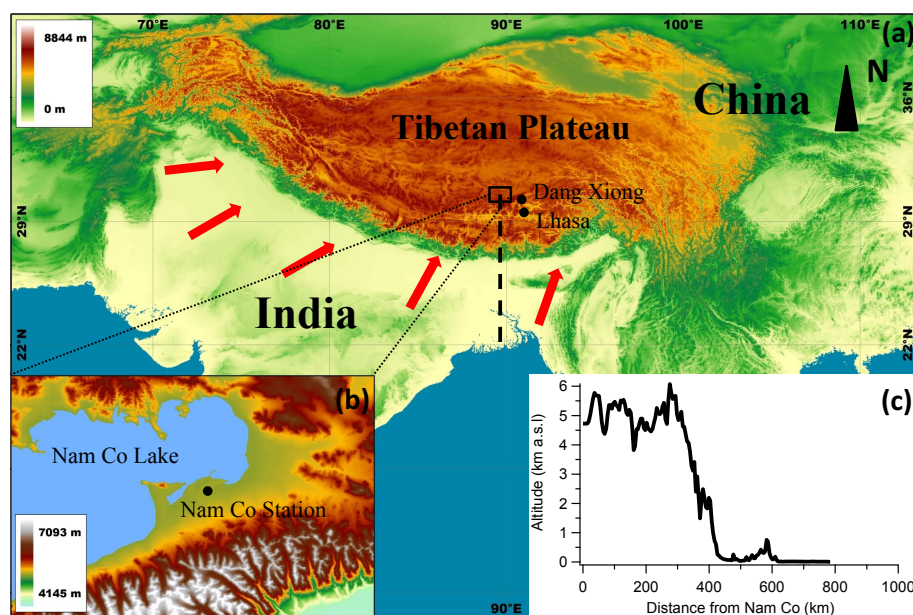 70°E 80°E 90°E 100°E 110°E
(a)
8844 m
0 m
N
36°N
China
Tibetan Plateau
Dang Xiong
Lhasa
29°N 29°N
India
22°N 22°N
(b)
Nam Co Lake
Nam Co Station
7093 m
4145 m
90°E
(c)
Altitude (km a.s.l)
6
5
4
3
2
1
0
0 200 400 600 800 1000
Distance from Nam Co (km)